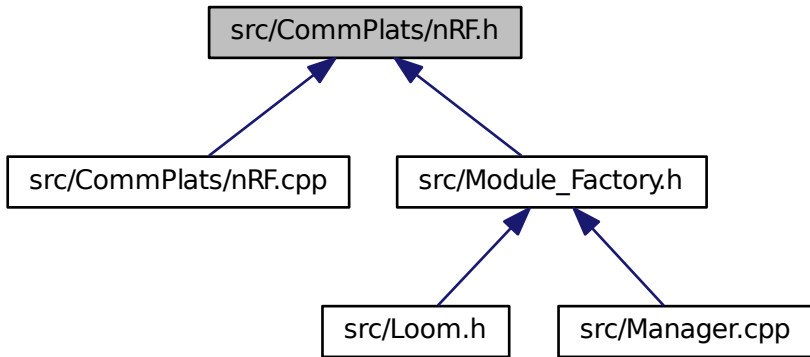 src/CommPlats/nRF.h
src/CommPlats/nRF.cpp
src/Module_Factory.h
src/Loom.h
src/Manager.cpp